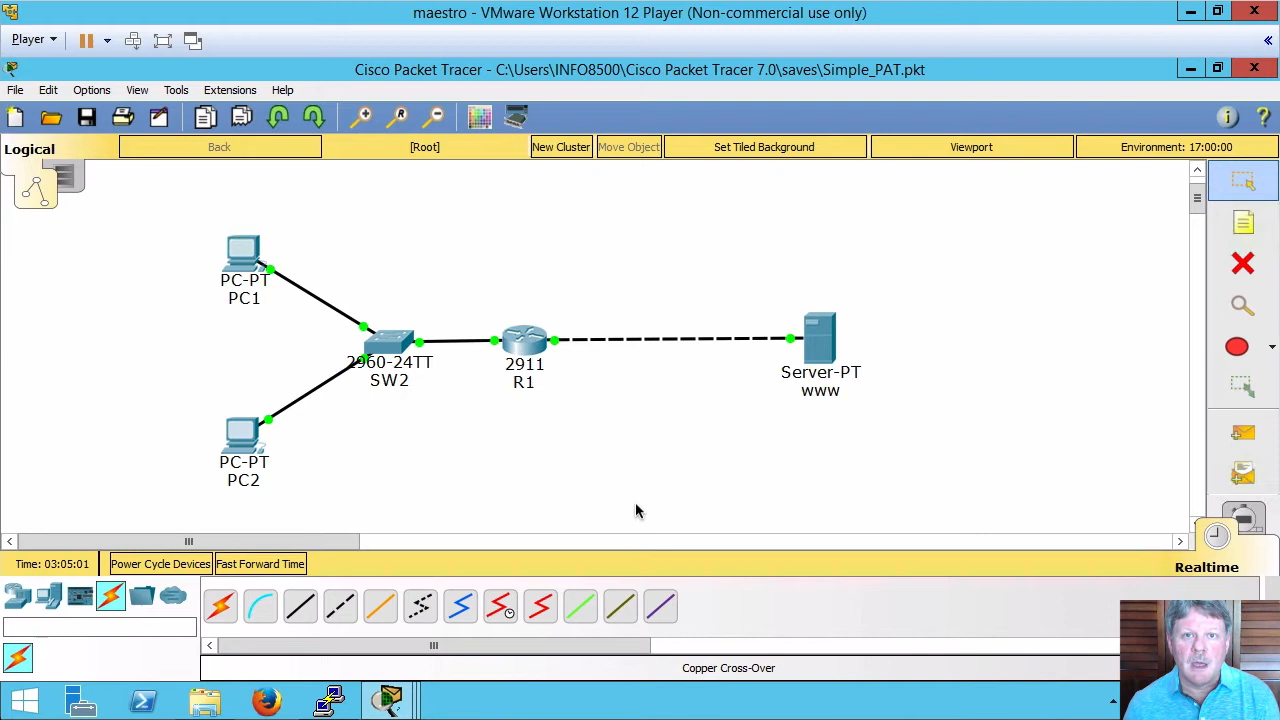 maestro - VMware Workstation 12 Player (Non-commercial use only)
Player
Cisco Packet Tracer - C:\Users\INFO8500\Cisco Packet Tracer 7.0\saves\Simple_PAT.pkt
File Edit Options View Tools Extensions Help
Logical Back [Root] New Cluster Move Object Set Tiled Background Viewport Environment: 17:00:00
PC-PT
PC1
2960-24TT
SW2
2911
R1
Server-PT
www
PC-PT
PC2
Time: 03:05:01 Power Cycle Devices Fast Forward Time Realtime
Copper Cross-Over